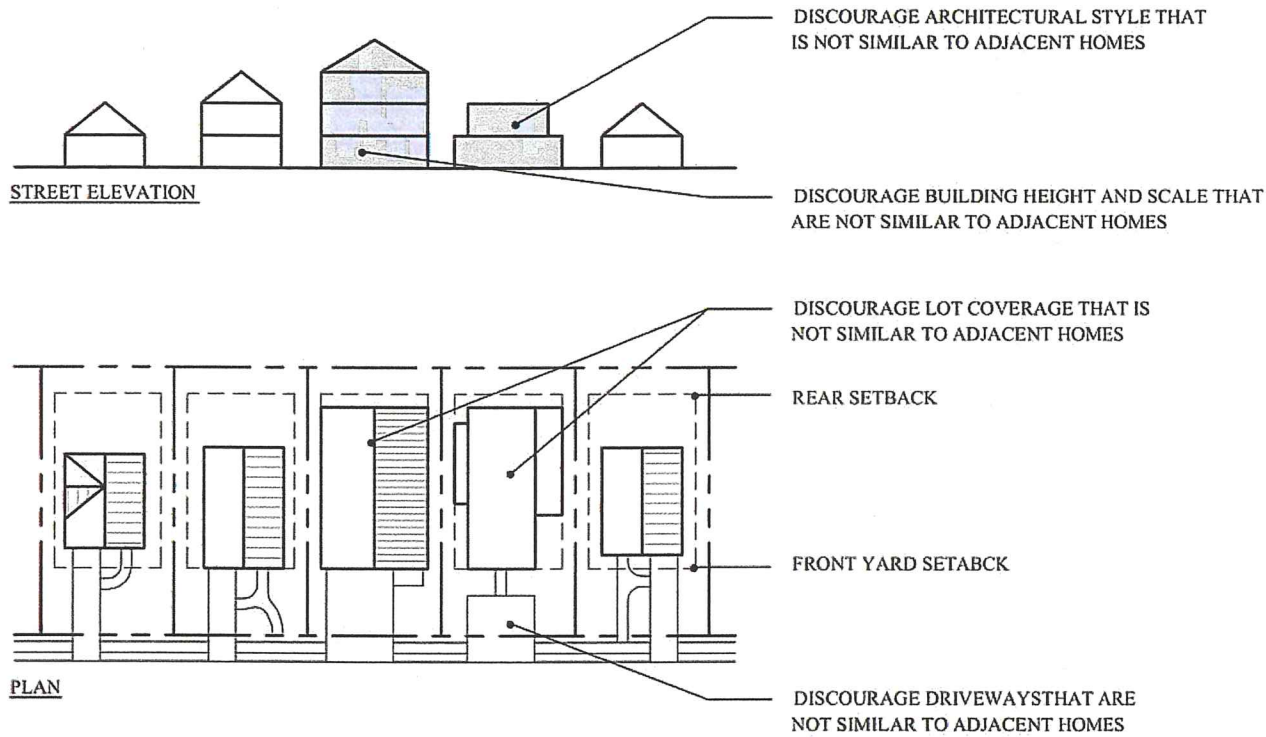 DISCOURAGE ARCHITECTURAL STYLE THAT
IS NOT SIMILAR TO ADJACENT HOMES
STREET ELEVATION
DISCOURAGE BUILDING HEIGHT AND SCALE THAT
ARE NOT SIMILAR TO ADJACENT HOMES
DISCOURAGE LOT COVERAGE THAT IS
NOT SIMILAR TO ADJACENT HOMES
REAR SETBACK
FRONT YARD SETABCK
PLAN
DISCOURAGE DRIVEWAYSTHAT ARE
NOT SIMILAR TO ADJACENT HOMES